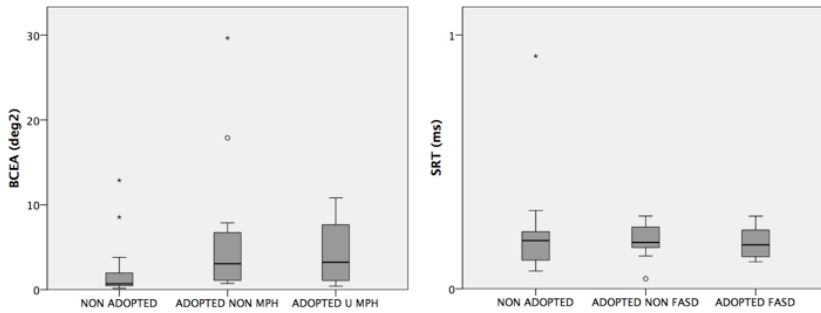 BCEA (deg2)
30
20
10
0
NON ADOPTED
ADOPTED NON MPH
ADOPTED U MPH
SRT (ms)
1
0
NON ADOPTED
ADOPTED NON FASD
ADOPTED FASD